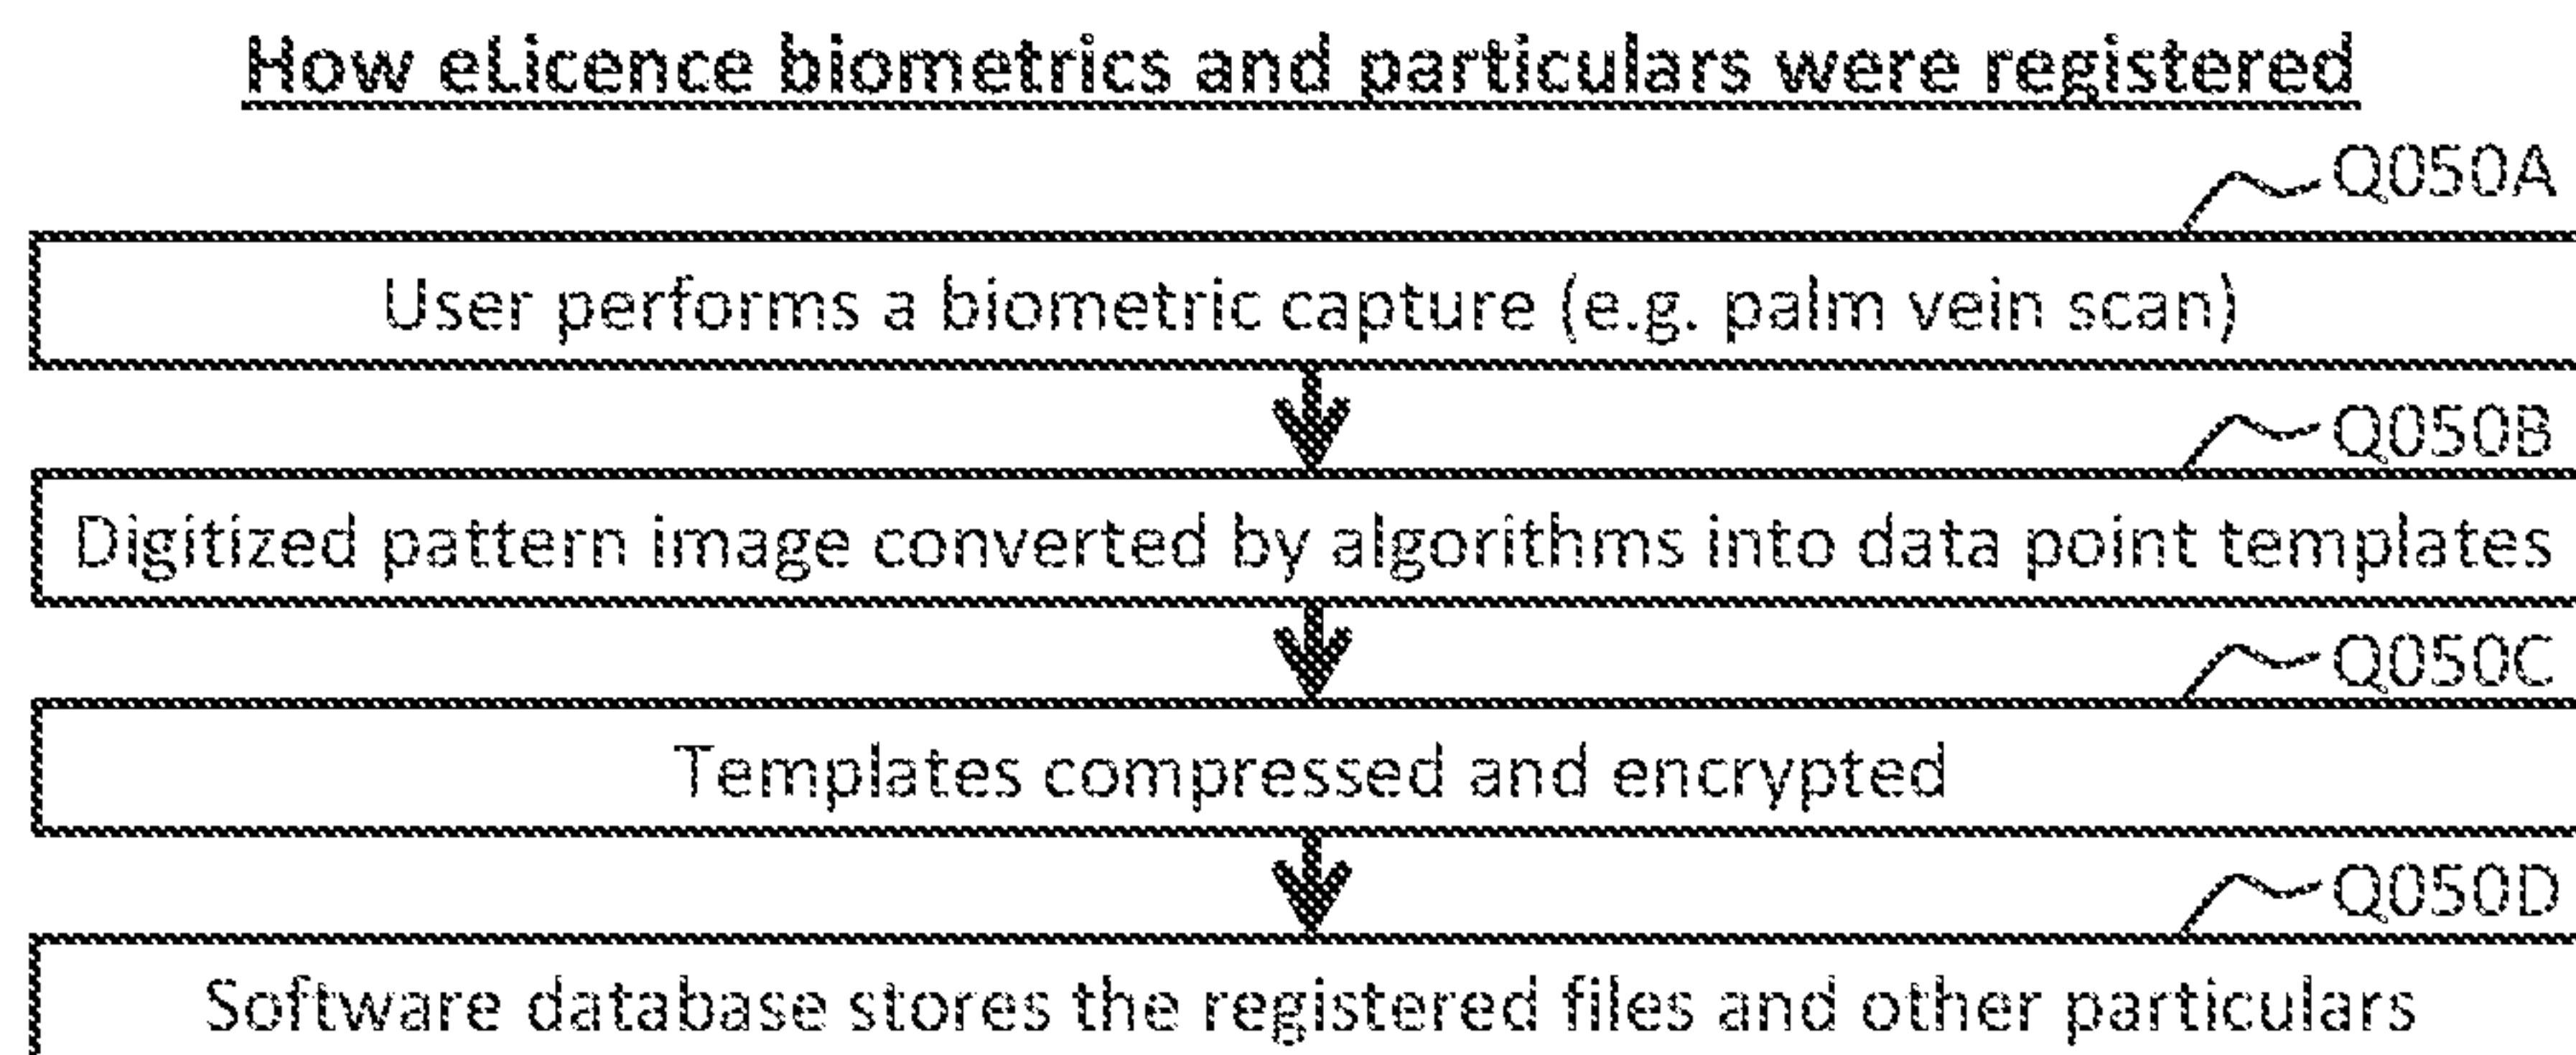 How eLicence biometrics and particulars were registered
Q050A
User performs a biometric capture (e.g. palm vein scan)
Q050B
Digitized pattern image converted by algorithms into data point templates
Q050C
Templates compressed and encrypted
Q050D
Software database stores the registered files and other particulars